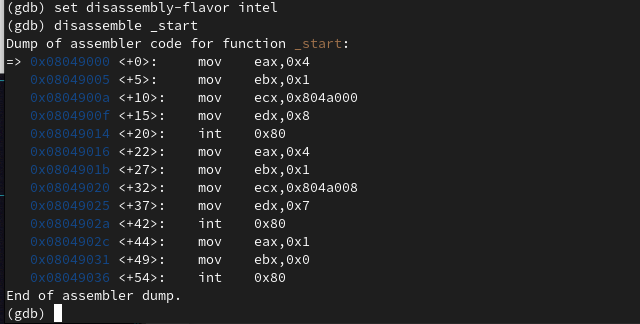 (gdb) set disassembly-flavor intel
(gdb) disassemble _start
Dump of assembler code for function _start:
=> 0x08049000 <+0>:     mov    eax,0x4
   0x08049005 <+5>:     mov    ebx,0x1
   0x0804900a <+10>:    mov    ecx,0x804a000
   0x0804900f <+15>:    mov    edx,0x8
   0x08049014 <+20>:    int    0x80
   0x08049016 <+22>:    mov    eax,0x4
   0x0804901b <+27>:    mov    ebx,0x1
   0x08049020 <+32>:    mov    ecx,0x804a008
   0x08049025 <+37>:    mov    edx,0x7
   0x0804902a <+42>:    int    0x80
   0x0804902c <+44>:    mov    eax,0x1
   0x08049031 <+49>:    mov    ebx,0x0
   0x08049036 <+54>:    int    0x80
End of assembler dump.
(gdb)